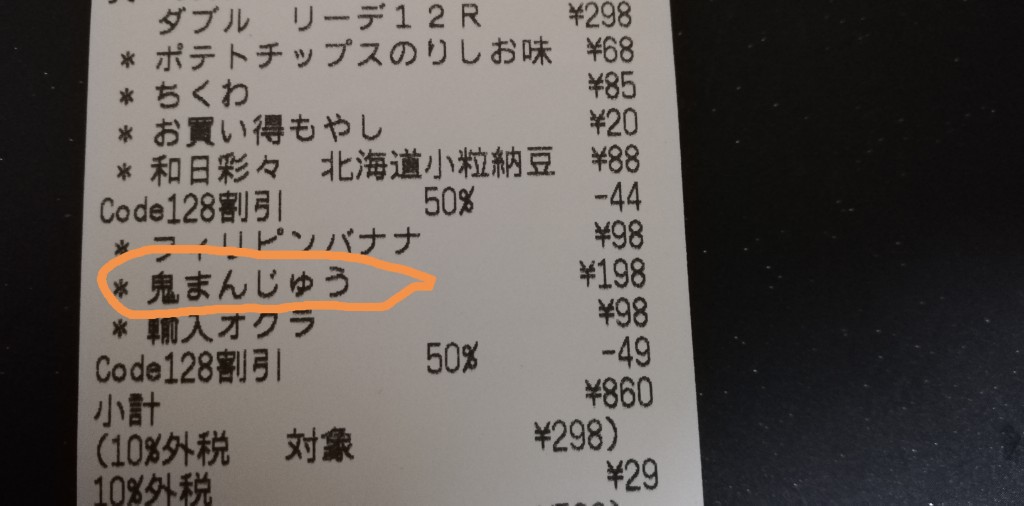 ダブル リーデ12R ¥298
* ポテトチップスのりしお味 ¥68
* ちくわ ¥85
* お買い得もやし ¥20
* 和日彩々 北海道小粒納豆 ¥88
Code128割引 50% -44
* フィリピンバナナ ¥98
* 鬼まんじゅう ¥198
* 輸入オクラ ¥98
Code128割引 50% -49
小計 ¥860
(10%外税 対象 ¥298)
10%外税 ¥29